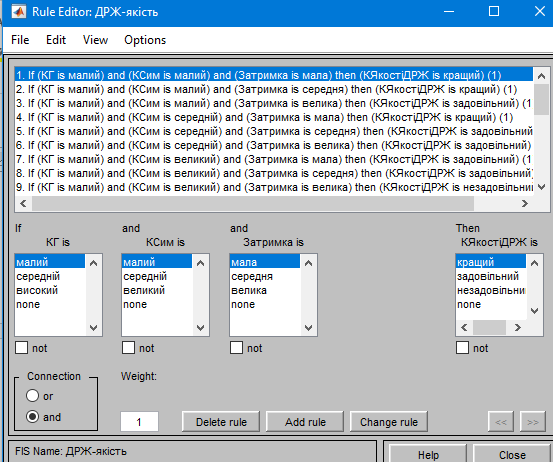 Rule Editor: ДРЖ-якість
File Edit View Options
1. If (КГ is малий) and (КСим is малий) and (Затримка is мала) then (КЯкостіДРЖ is кращий) (1)
2. If (КГ is малий) and (КСим is малий) and (Затримка is середня) then (КЯкостіДРЖ is кращий) (1)
3. If (КГ is малий) and (КСим is малий) and (Затримка is велика) then (КЯкостіДРЖ is задовільний) (1)
4. If (КГ is малий) and (КСим is середній) and (Затримка is мала) then (КЯкостіДРЖ is кращий) (1)
5. If (КГ is малий) and (КСим is середній) and (Затримка is середня) then (КЯкостіДРЖ is задовільний
6. If (КГ is малий) and (КСим is середній) and (Затримка is велика) then (КЯкостіДРЖ is задовільний)
7. If (КГ is малий) and (КСим is великий) and (Затримка is мала) then (КЯкостіДРЖ is задовільний) (1
8. If (КГ is малий) and (КСим is великий) and (Затримка is середня) then (КЯкостіДРЖ is задовільний)
9. If (КГ is малий) and (КСим is великий) and (Затримка is велика) then (КЯкостіДРЖ is незадовільний
If and and Then
КГ is КСим is Затримка is КЯкостіДРЖ is
малий малий мала кращий
середній середній середня задовільний
високий великий велика незадовільний
none none none none
not not not not
Connection Weight:
or
and 1 Delete rule Add rule Change rule << >>
FIS Name: ДРЖ-якість Help Close